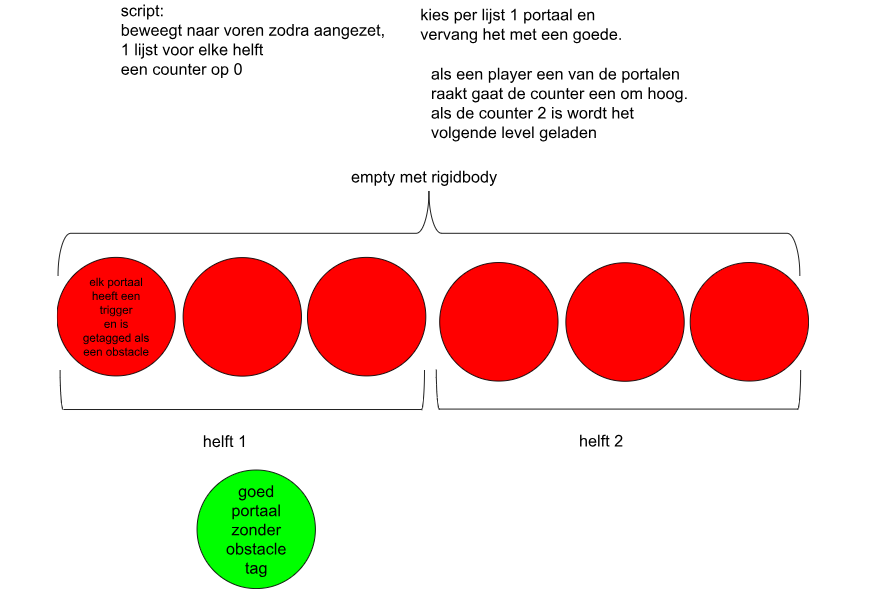 script:
beweegt naar voren zodra aangezet,
1 lijst voor elke helft
een counter op 0
kies per lijst 1 portaal en
vervang het met een goede.
als een player een van de portalen
raakt gaat de counter een om hoog.
als de counter 2 is wordt het
volgende level geladen
empty met rigidbody
elk portaal
heeft een
trigger
en is
getagged als
een obstacle
helft 1
helft 2
goed
portaal
zonder
obstacle
tag